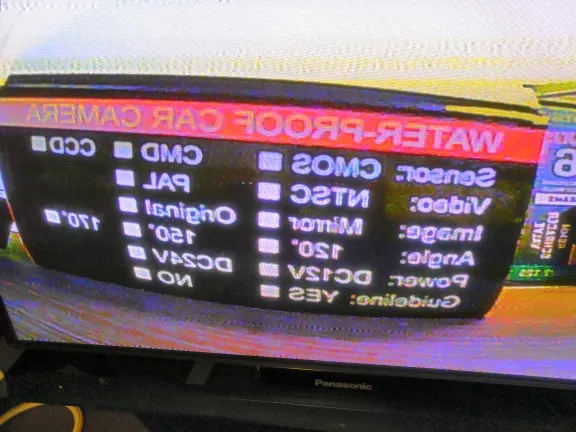 WATER-PROOF CAR CAMERA
Sensor: CMOS CMD CCD
Video: NTSC PAL
Image: Mirror Original
Angle: 120° 150° 170°
Power: DC12V DC24V
Guideline: YES NO
Panasonic